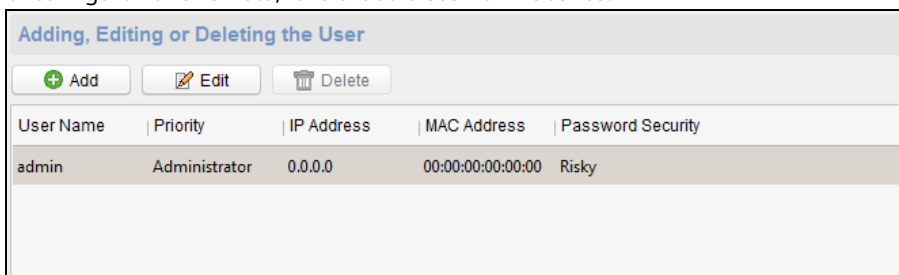 Adding, Editing or Deleting the User
Add Edit Delete
User Name Priority IP Address MAC Address Password Security
admin Administrator 0.0.0.0 00:00:00:00:00:00 Risky